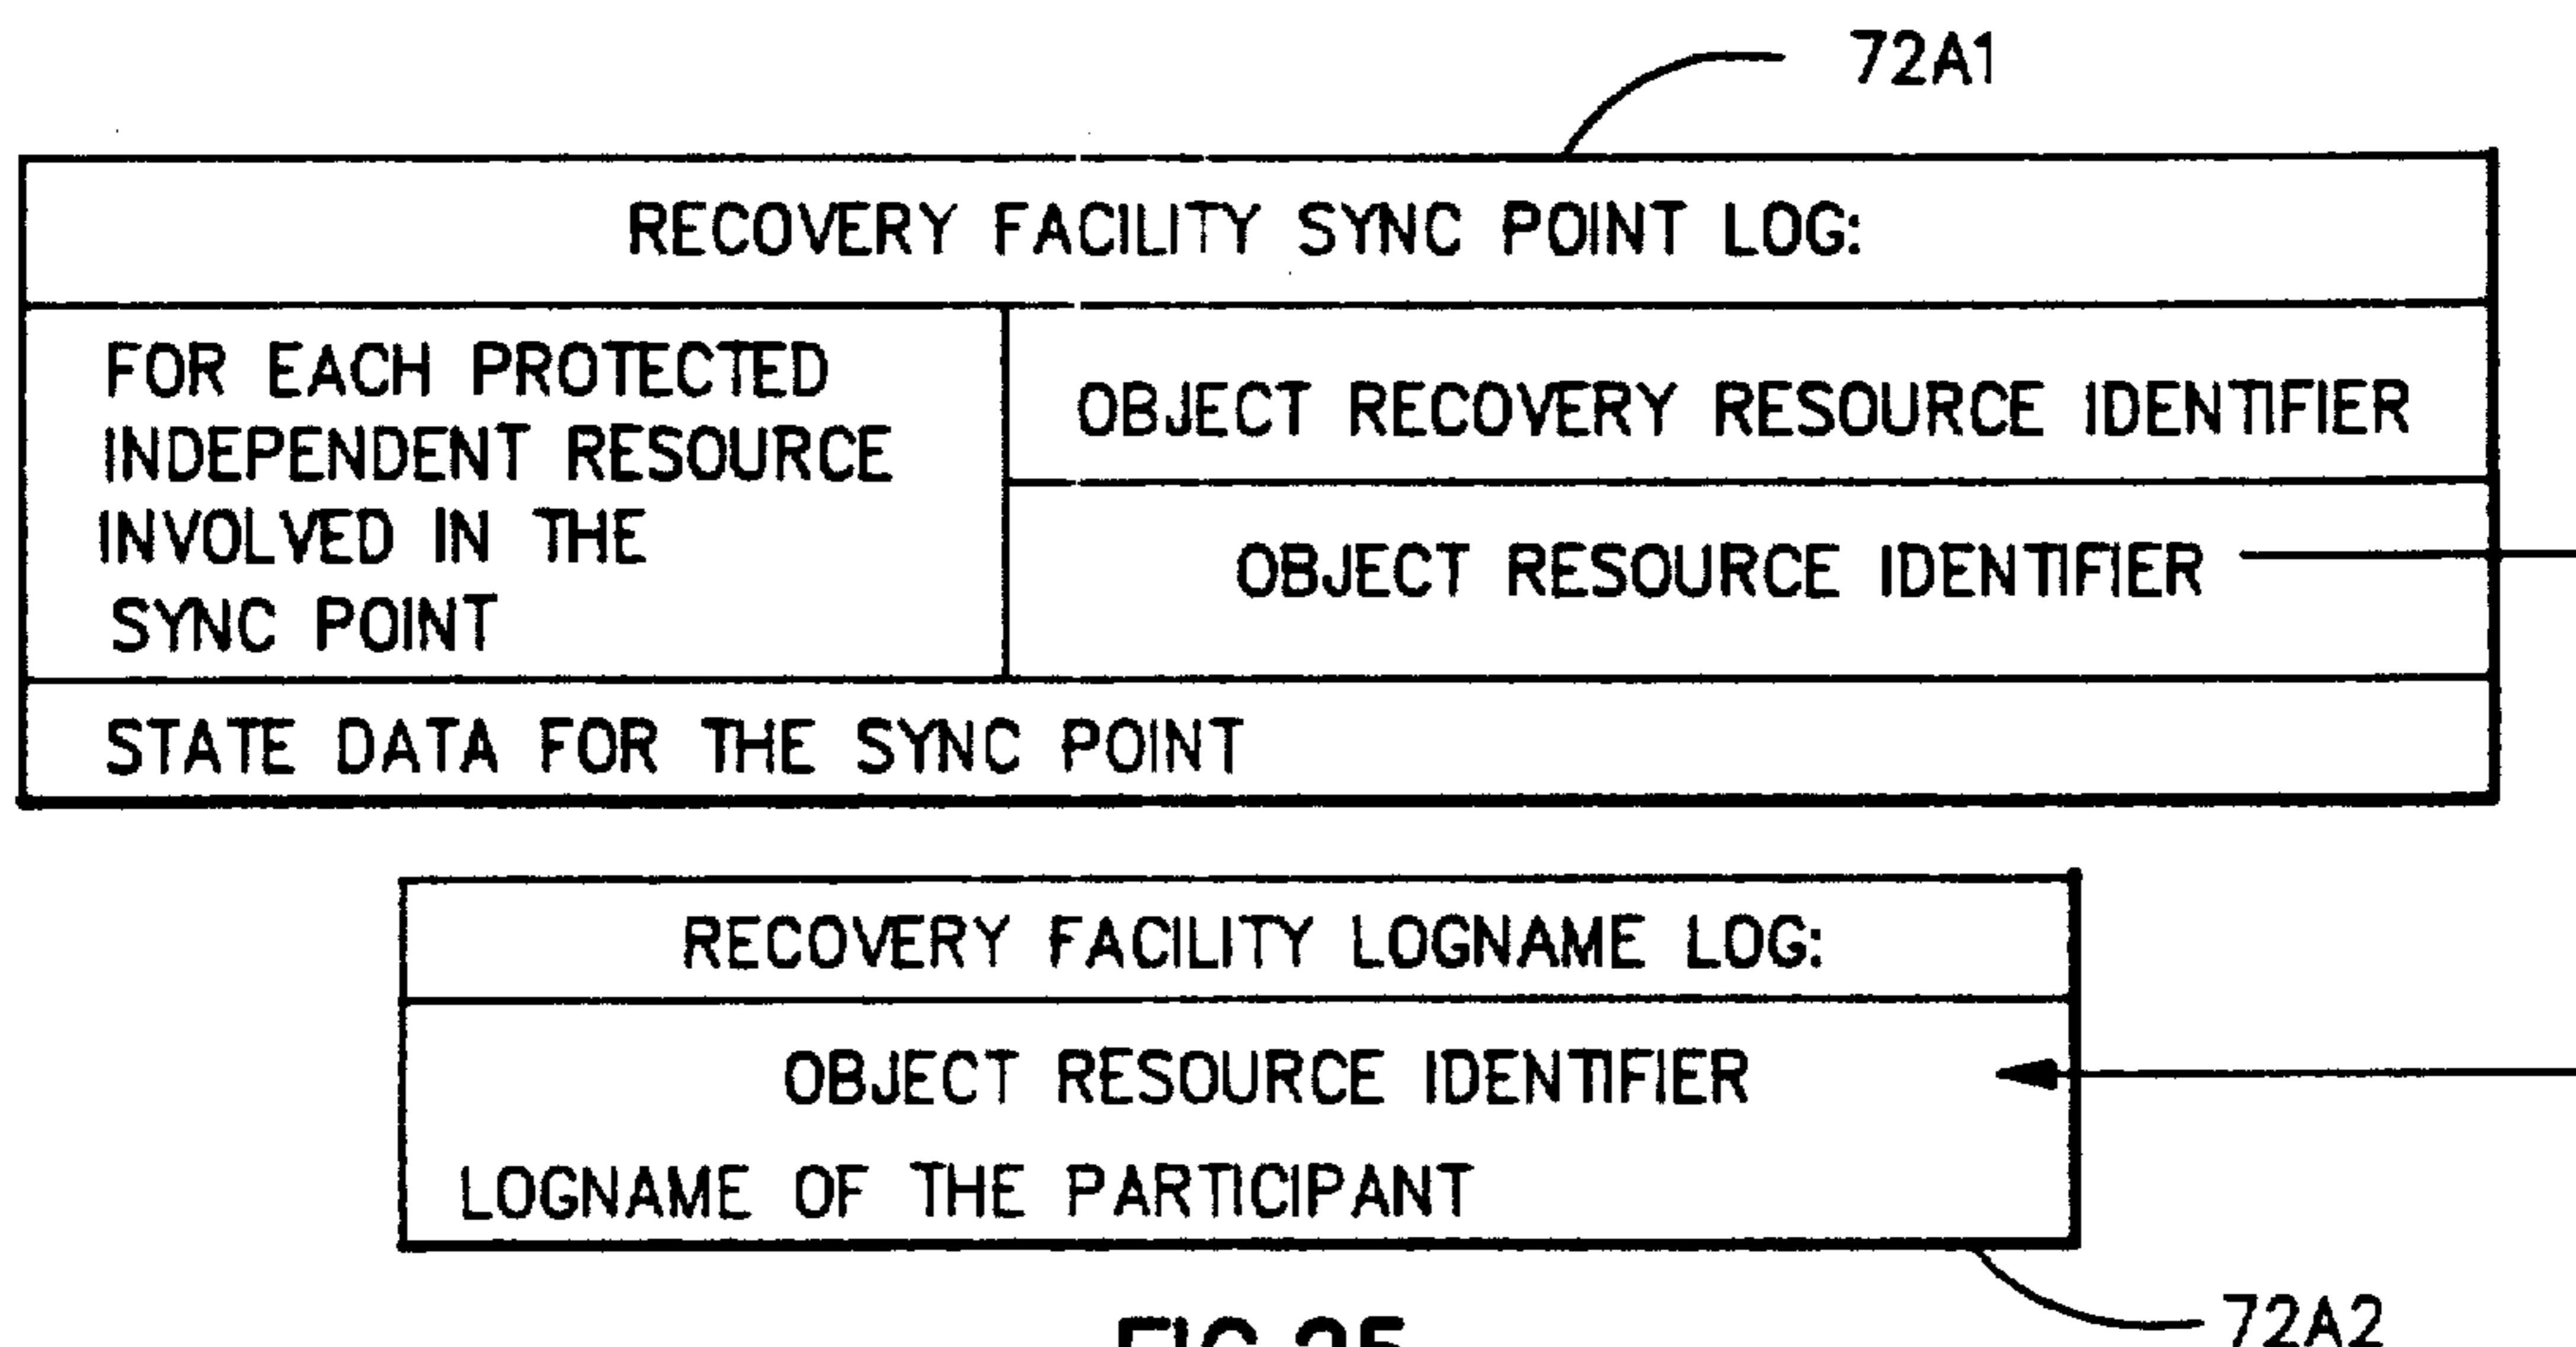 72A1
RECOVERY FACILITY SYNC POINT LOG:
FOR EACH PROTECTED
INDEPENDENT RESOURCE
INVOLVED IN THE
SYNC POINT
OBJECT RECOVERY RESOURCE IDENTIFIER
OBJECT RESOURCE IDENTIFIER
STATE DATA FOR THE SYNC POINT
RECOVERY FACILITY LOGNAME LOG:
OBJECT RESOURCE IDENTIFIER
LOGNAME OF THE PARTICIPANT
72A2